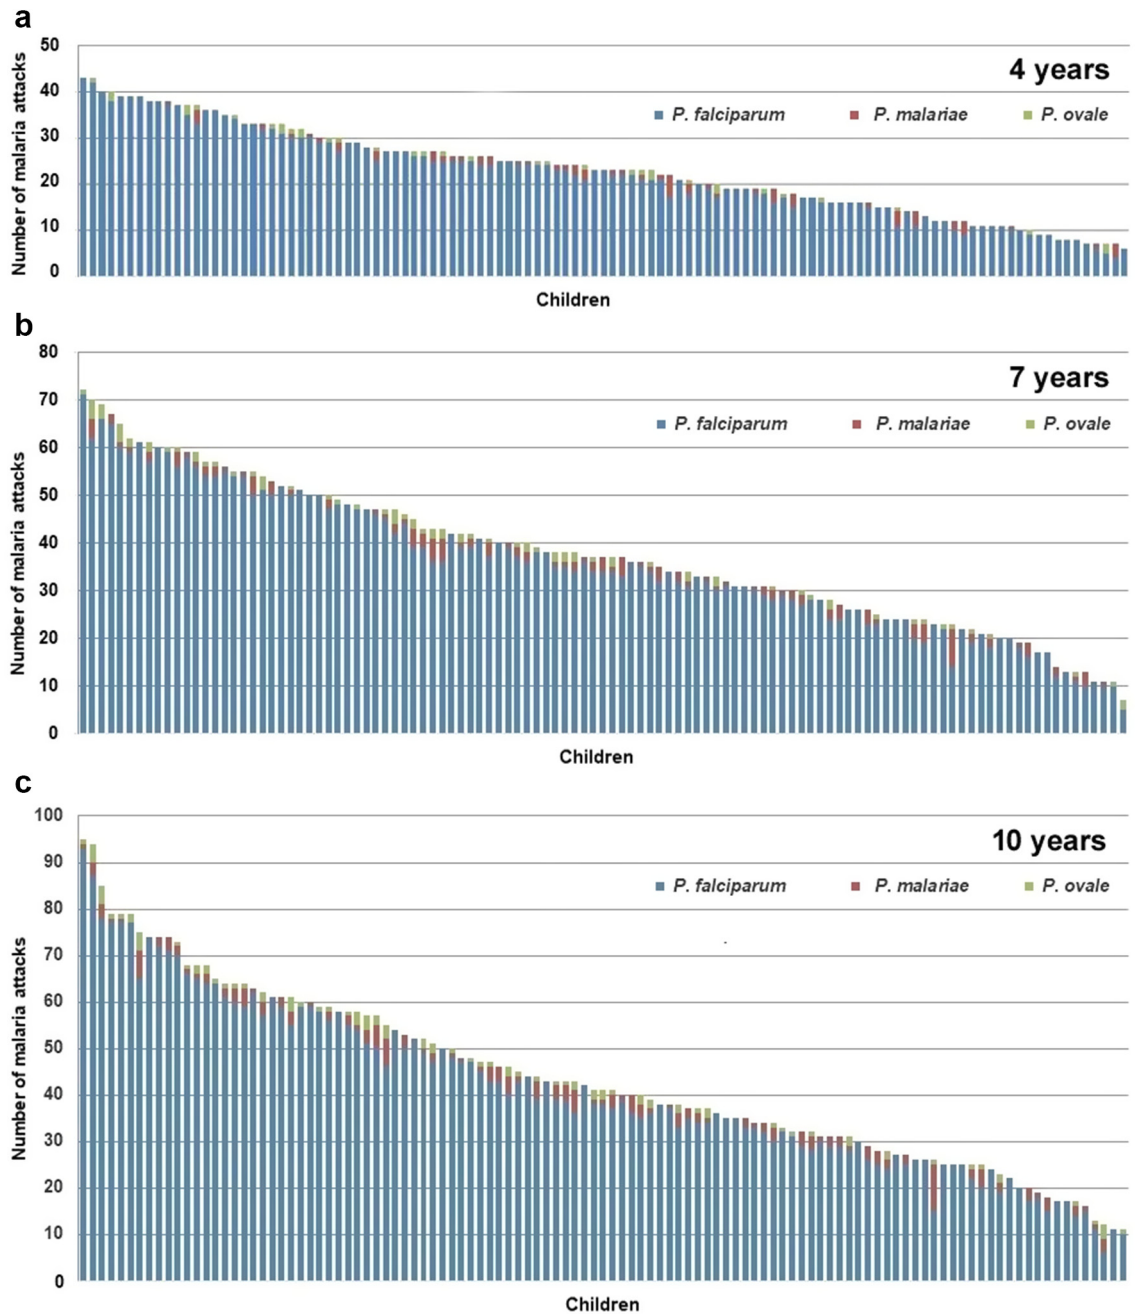 a
50
4 years
40
P. falciparum
P. malariae
P. ovale
30
20
10
0
Number of malaria attacks
Children
b
80
7 years
70
P. falciparum
P. malariae
P. ovale
60
50
40
30
20
10
0
Number of malaria attacks
Children
c
100
10 years
90
P. falciparum
P. malariae
P. ovale
80
70
60
50
40
30
20
10
0
Number of malaria attacks
Children